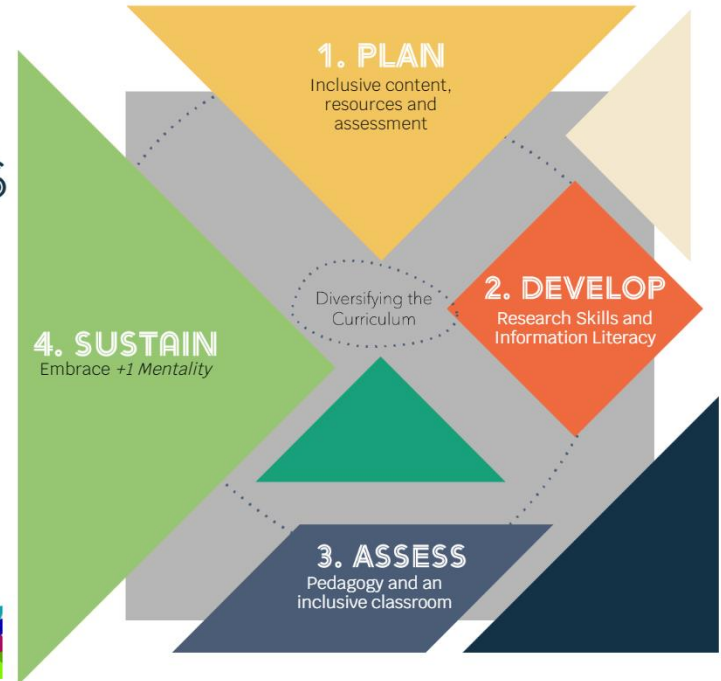 1. PLAN
Inclusive content,
resources and
assessment
2. DEVELOP
Research Skills and
Information Literacy
Diversifying the
Curriculum
4. SUSTAIN
Embrace +1 Mentality
3. ASSESS
Pedagogy and an
inclusive classroom